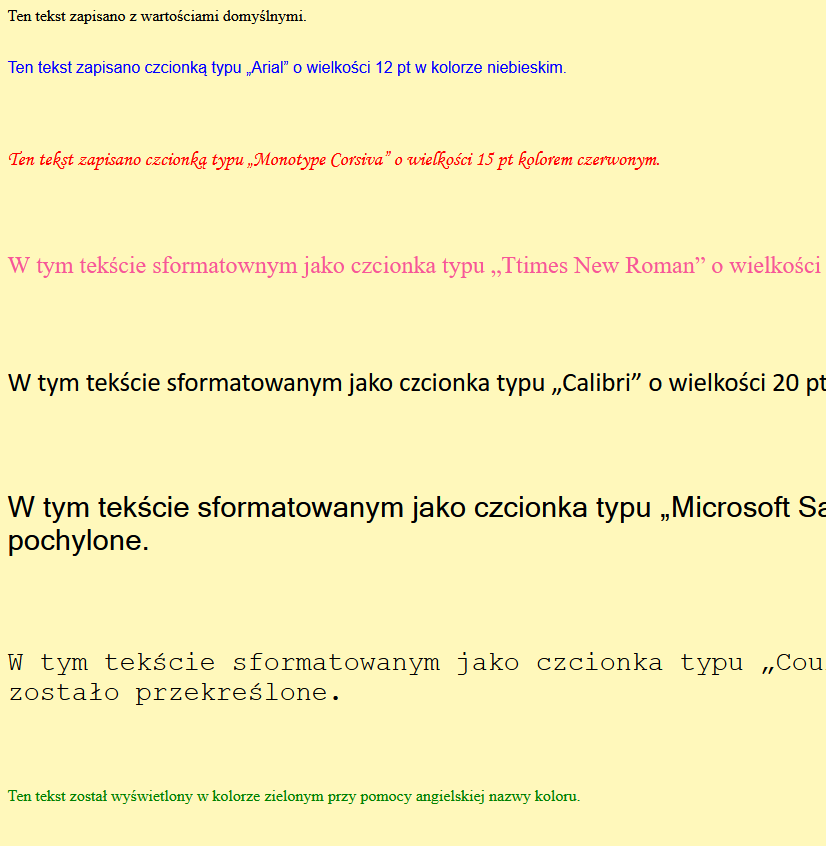 Ten tekst zapisano z wartościami domyślnymi.
Ten tekst zapisano czcionką typu „Arial” o wielkości 12 pt w kolorze niebieskim.
Ten tekst zapisano czcionką typu „Monotype Corsiva” o wielkości 15 pt kolorem czerwonym.
W tym tekście sformatownym jako czcionka typu „Ttimes New Roman” o wielkości
W tym tekście sformatowanym jako czcionka typu „Calibri” o wielkości 20 pt
W tym tekście sformatowanym jako czcionka typu „Microsoft Sa
pochylone.
W tym tekście sformatowanym jako czcionka typu „Cou
zostało przekreślone.
Ten tekst został wyświetlony w kolorze zielonym przy pomocy angielskiej nazwy koloru.